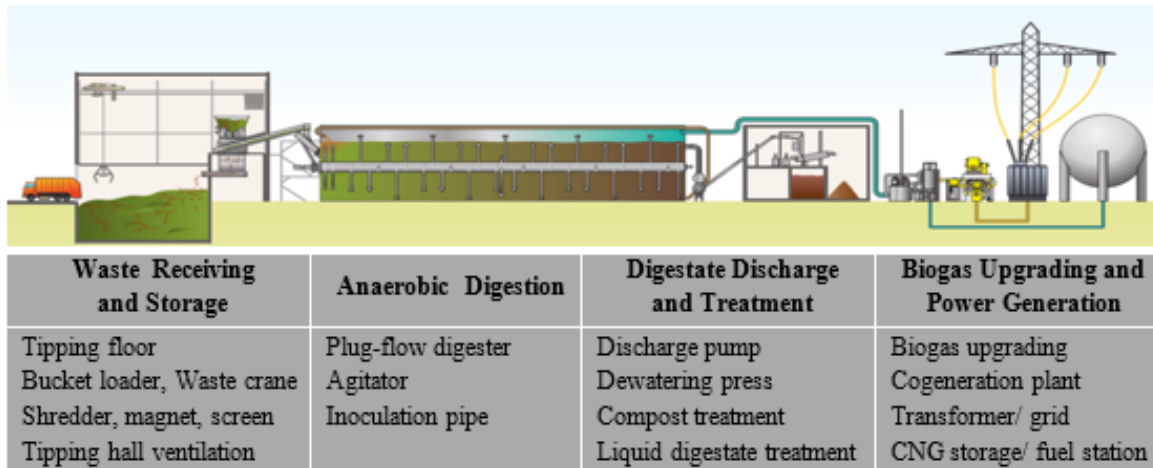 Waste Receiving
and Storage
Anaerobic Digestion
Digestate Discharge
and Treatment
Biogas Upgrading and
Power Generation
Tipping floor
Bucket loader, Waste crane
Shredder, magnet, screen
Tipping hall ventilation
Plug-flow digester
Agitator
Inoculation pipe
Discharge pump
Dewatering press
Compost treatment
Liquid digestate treatment
Biogas upgrading
Cogeneration plant
Transformer/ grid
CNG storage/ fuel station